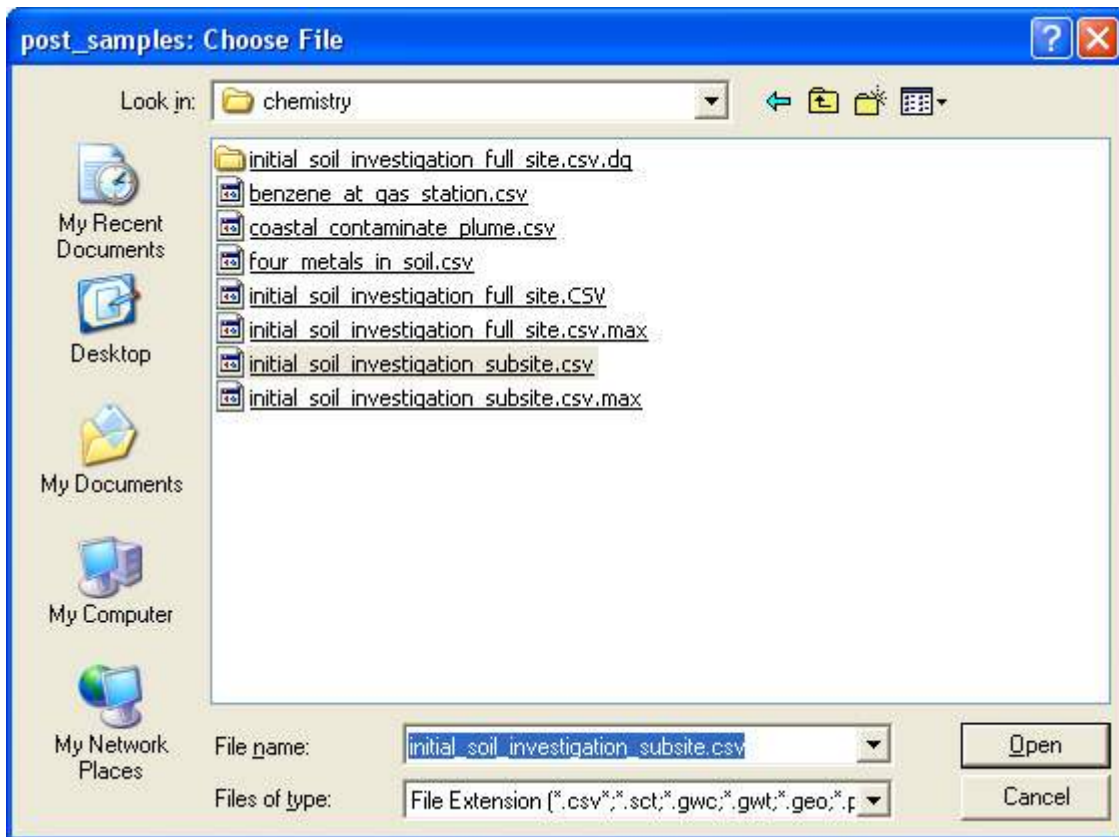 post_samples: Choose File
Look in:
chemistry
My Recent
Documents
Desktop
My Documents
My Computer
My Network
Places
initial_soil_investigation_full_site.csv.dg
benzene_at_gas_station.csv
coastal_contaminate_plume.csv
four_metals_in_soil.csv
initial_soil_investigation_full_site.CSV
initial_soil_investigation_full_site.csv.max
initial_soil_investigation_subsite.csv
initial_soil_investigation_subsite.csv.max
File name:
initial_soil_investigation_subsite.csv
Open
Files of type:
File Extension (*.csv*;*.sct;*.gwc;*.gwt;*.geo;*.p
Cancel